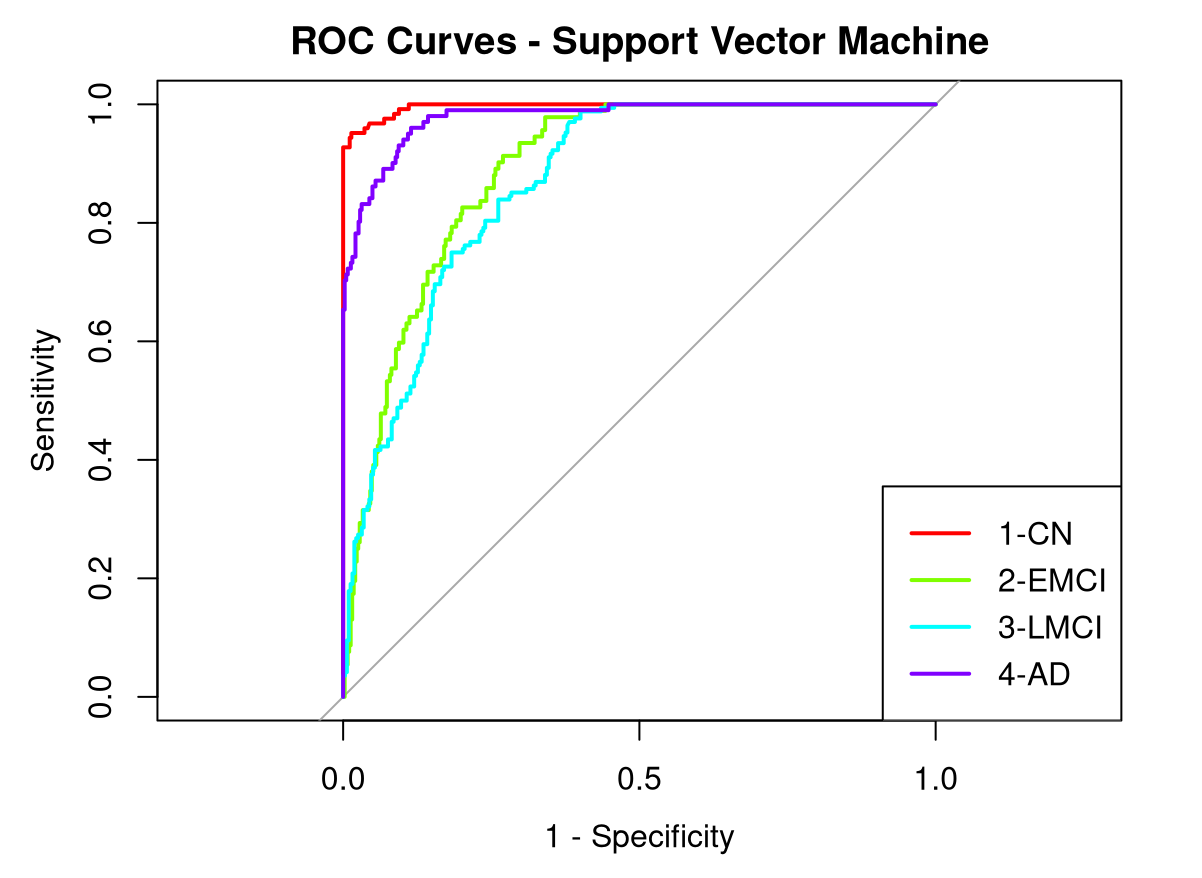 ROC Curves - Support Vector Machine
Sensitivity
1.0
0.8
0.6
0.4
0.2
0.0
1-CN
2-EMCI
3-LMCI
4-AD
0.0 0.5 1.0
1 - Specificity